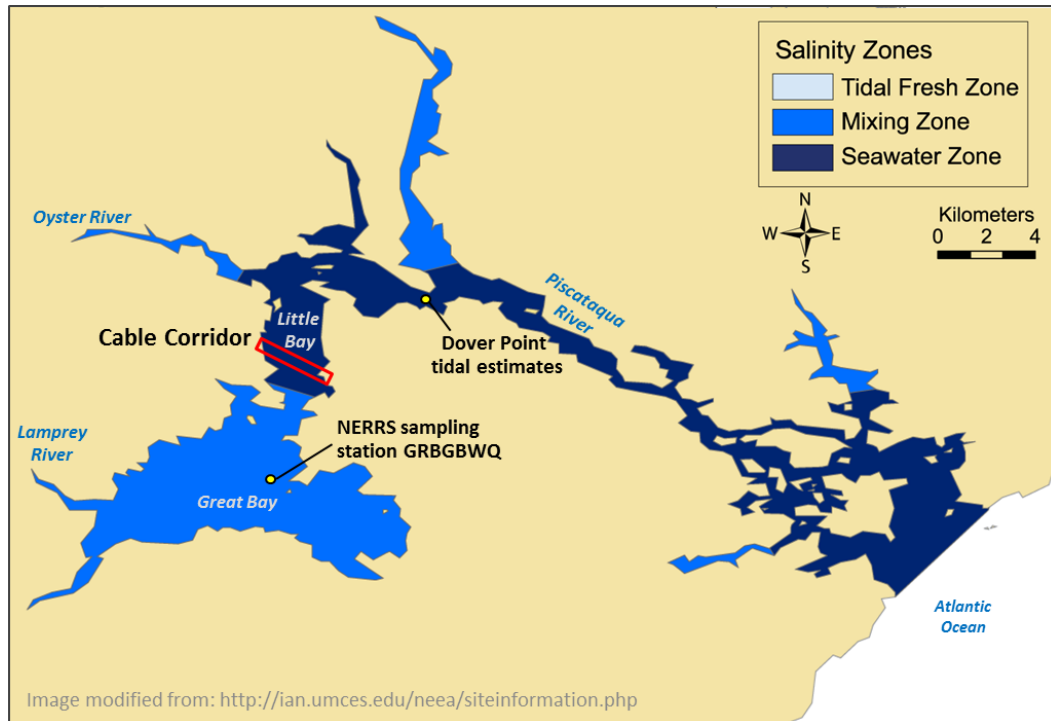 Salinity Zones
Tidal Fresh Zone
Mixing Zone
Seawater Zone
N
W E
S
Kilometers
0 2 4
Oyster River
Piscataqua
River
Little
Bay
Cable Corridor
Dover Point
tidal estimates
Lamprey
River
NERRS sampling
station GRBGBWQ
Great Bay
Atlantic
Ocean
Image modified from: http://ian.umces.edu/neea/siteinformation.php